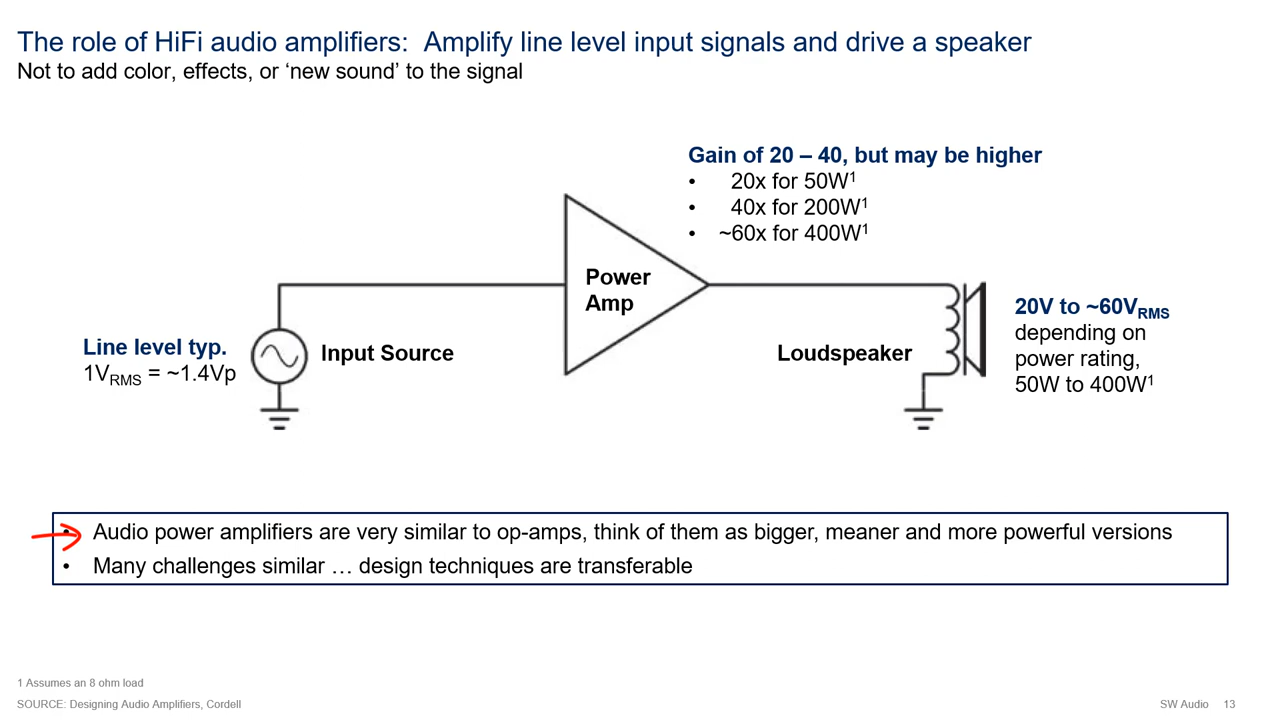 The role of HiFi audio amplifiers:  Amplify line level input signals and drive a speaker
Not to add color, effects, or ‘new sound’ to the signal
Gain of 20 – 40, but may be higher
• 20x for 50W¹
• 40x for 200W¹
• ~60x for 400W¹
Power
Amp
Line level typ.
1VRMS = ~1.4Vp
Input Source
Loudspeaker
20V to ~60VRMS
depending on
power rating,
50W to 400W¹
• Audio power amplifiers are very similar to op-amps, think of them as bigger, meaner and more powerful versions
• Many challenges similar … design techniques are transferable
1 Assumes an 8 ohm load
SOURCE: Designing Audio Amplifiers, Cordell
SW Audio 13